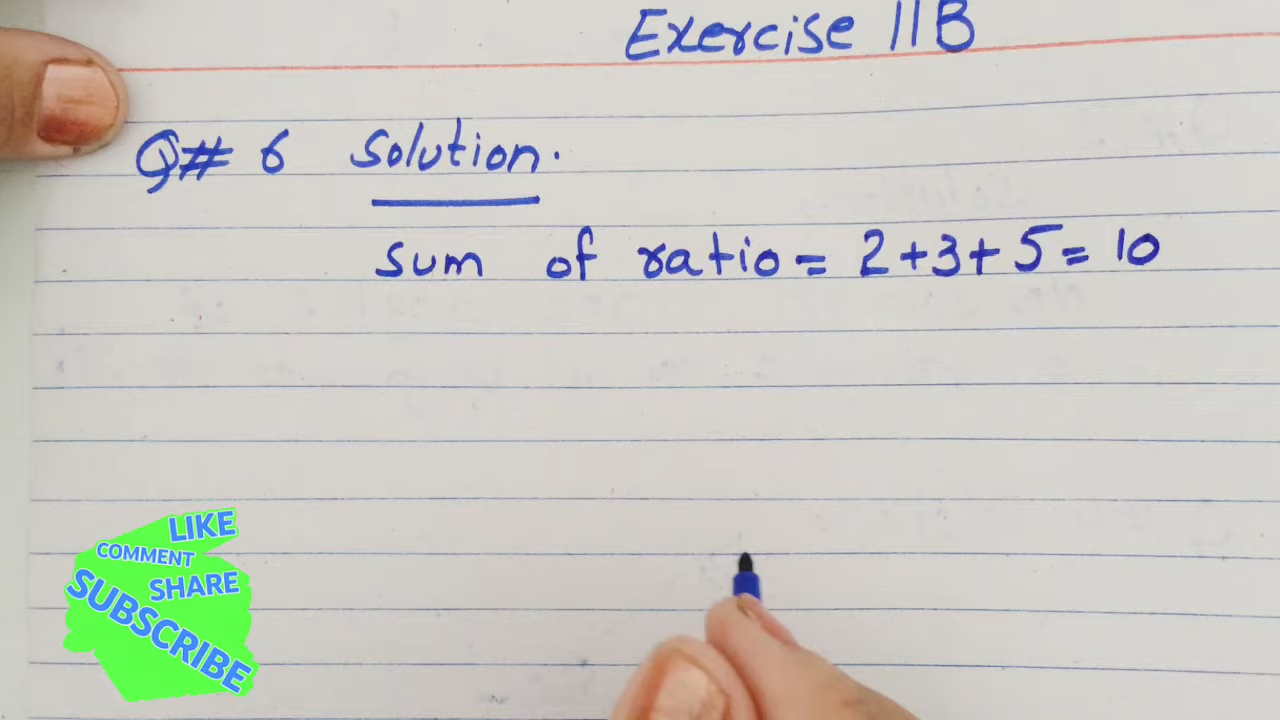 Exercise 11B
Q# 6 Solution.
sum of ratio = 2+3+5= 10
LIKE
COMMENT
SHARE
SUBSCRIBE